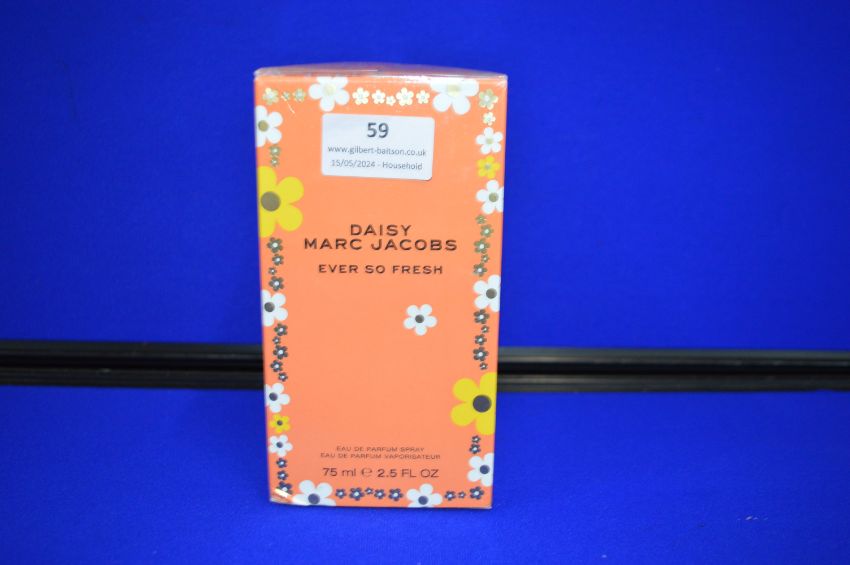 59
www.gilbert-baitson.co.uk
15/05/2024 - Household
DAISY
MARC JACOBS
EVER SO FRESH
EAU DE PARFUM SPRAY
EAU DE PARFUM VAPORISATEUR
75 ml ℮ 2.5 FL OZ